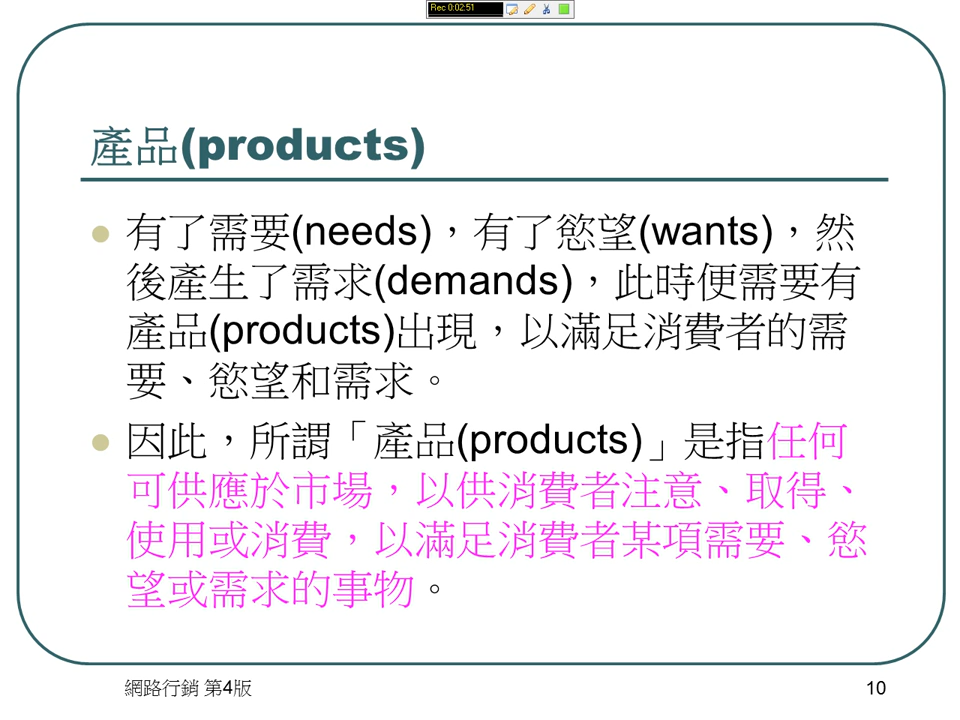 Rec 0:02:51
產品(products)
有了需要(needs)，有了慾望(wants)，然
後產生了需求(demands)，此時便需要有
產品(products)出現，以滿足消費者的需
要、慾望和需求。
因此，所謂「產品(products)」是指任何
可供應於市場，以供消費者注意、取得、
使用或消費，以滿足消費者某項需要、慾
望或需求的事物。
網路行銷 第4版
10